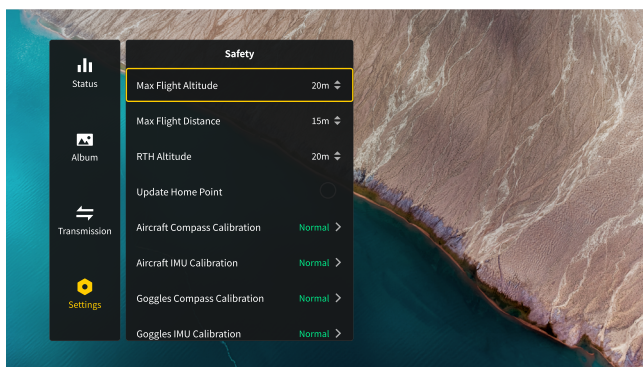 Safety
Status
Max Flight Altitude 20m
Max Flight Distance 15m
Album
RTH Altitude 20m
Update Home Point
Transmission
Aircraft Compass Calibration Normal
Aircraft IMU Calibration Normal
Settings
Goggles Compass Calibration Normal
Goggles IMU Calibration Normal